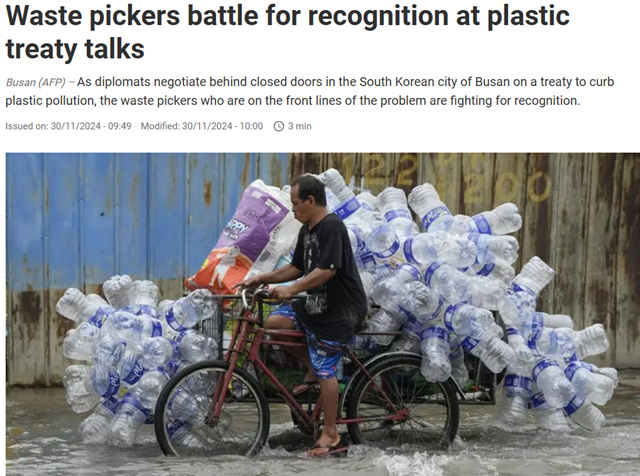 Waste pickers battle for recognition at plastic
treaty talks
Busan (AFP) – As diplomats negotiate behind closed doors in the South Korean city of Busan on a treaty to curb
plastic pollution, the waste pickers who are on the front lines of the problem are fighting for recognition.
Issued on: 30/11/2024 - 09:49 Modified: 30/11/2024 - 10:00 3 min